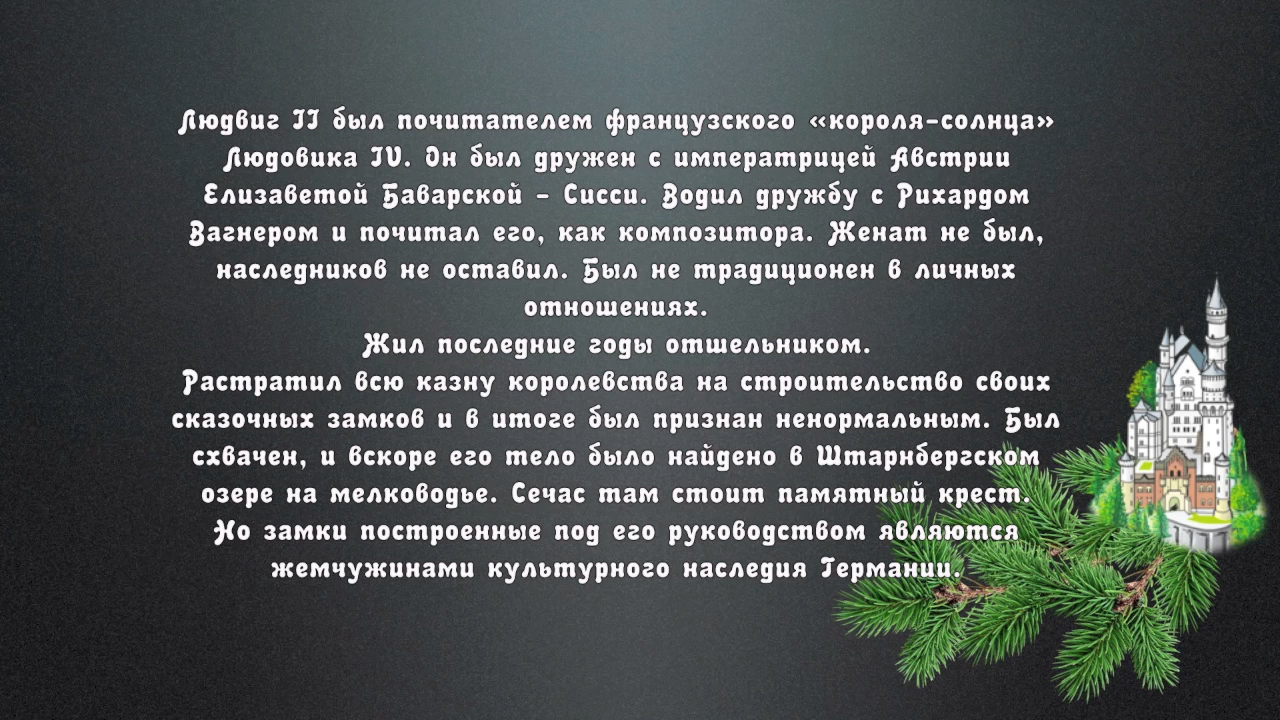 Людвиг II был почитателем французского «короля-солнца»
Людовика IV. Он был дружен с императрицей Австрии
Елизаветой Баварской - Сисси. Водил дружбу с Рихардом
Вагнером и почитал его, как композитора. Женат не был,
наследников не оставил. Был не традиционен в личных
отношениях.
Жил последние годы отшельником.
Растратил всю казну королевства на строительство своих
сказочных замков и в итоге был признан ненормальным. Был
схвачен, и вскоре его тело было найдено в Штарнбергском
озере на мелководье. Сечас там стоит памятный крест.
Но замки построенные под его руководством являются
жемчужинами культурного наследия Германии.